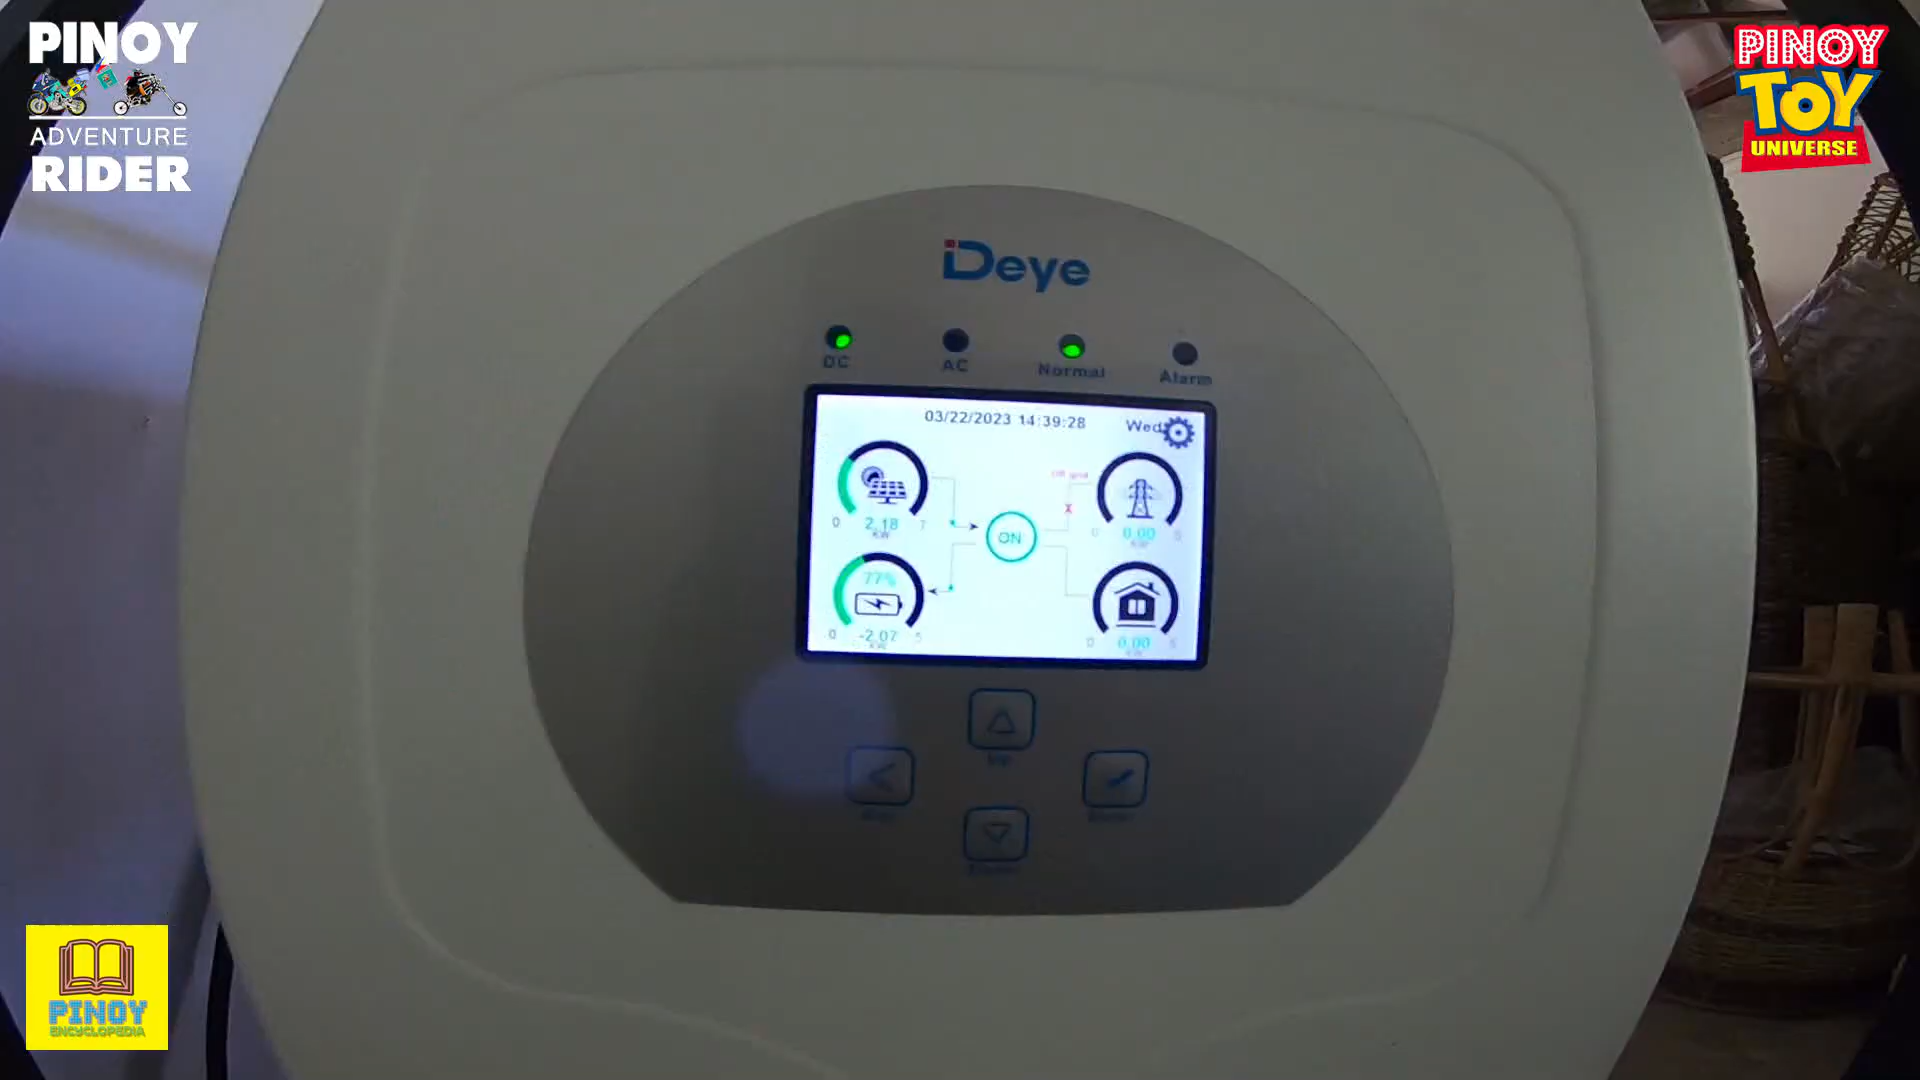 PINOY
ADVENTURE
RIDER
PINOY
TOY
UNIVERSE
Deye
DC
AC
Normal
Alarm
03/22/2023 14:39:28
Wed
0
2.18
7
KW
Off grid
X
0
0.00
5
KW
ON
77%
0
-2.07
5
KW
0
0.00
5
KW
PINOY
ENCYCLOPEDIA